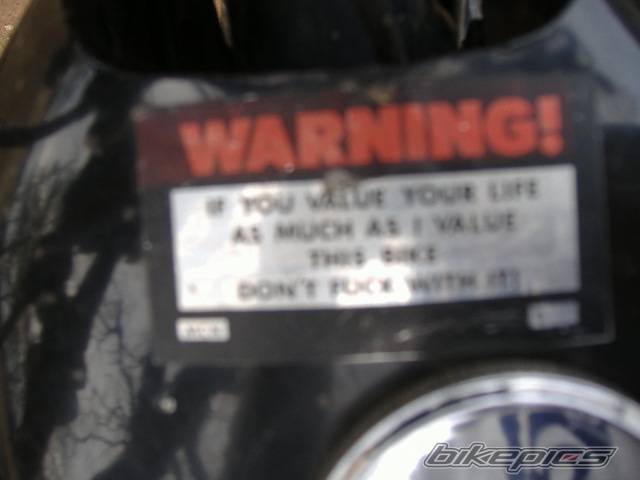 WARNING!
IF YOU VALUE YOUR LIFE
AS MUCH AS I VALUE
THIS BIKE
DON'T FUCK WITH IT!
bikepics